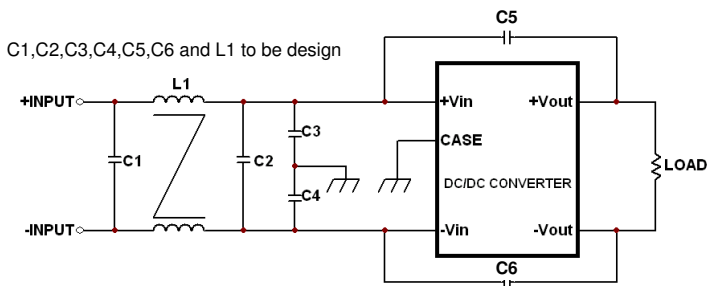 C5
C1,C2,C3,C4,C5,C6 and L1 to be design
L1
+INPUT
+Vin
+Vout
C3
CASE
C1
C2
LOAD
C4
DC/DC CONVERTER
-INPUT
-Vin
-Vout
C6